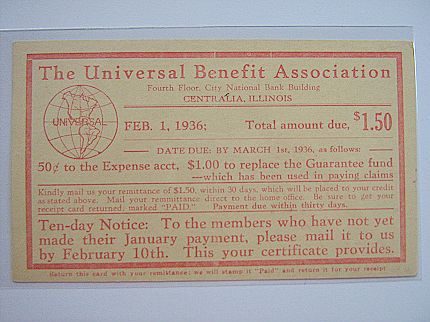 The Universal Benefit Association
Fourth Floor, City National Bank Building
CENTRALIA, ILLINOIS
UNIVERSAL
FEB. 1, 1936; Total amount due, $1.50
DATE DUE: BY MARCH 1st, 1936, as follows:
50¢ to the Expense acct. $1.00 to replace the Guarantee fund
—which has been used in paying claims
Kindly mail us your remittance of $1.50, within 30 days, which will be placed to your credit
as stated above. Mail your remittance direct to the home office. Be sure to get your
receipt card returned, marked "PAID." Payment due within thirty days.
Ten-day Notice: To the members who have not yet
made their January payment, please mail it to us
by February 10th. This your certificate provides.
Return this card with your remittance; we will stamp it "Paid" and return it for your receipt